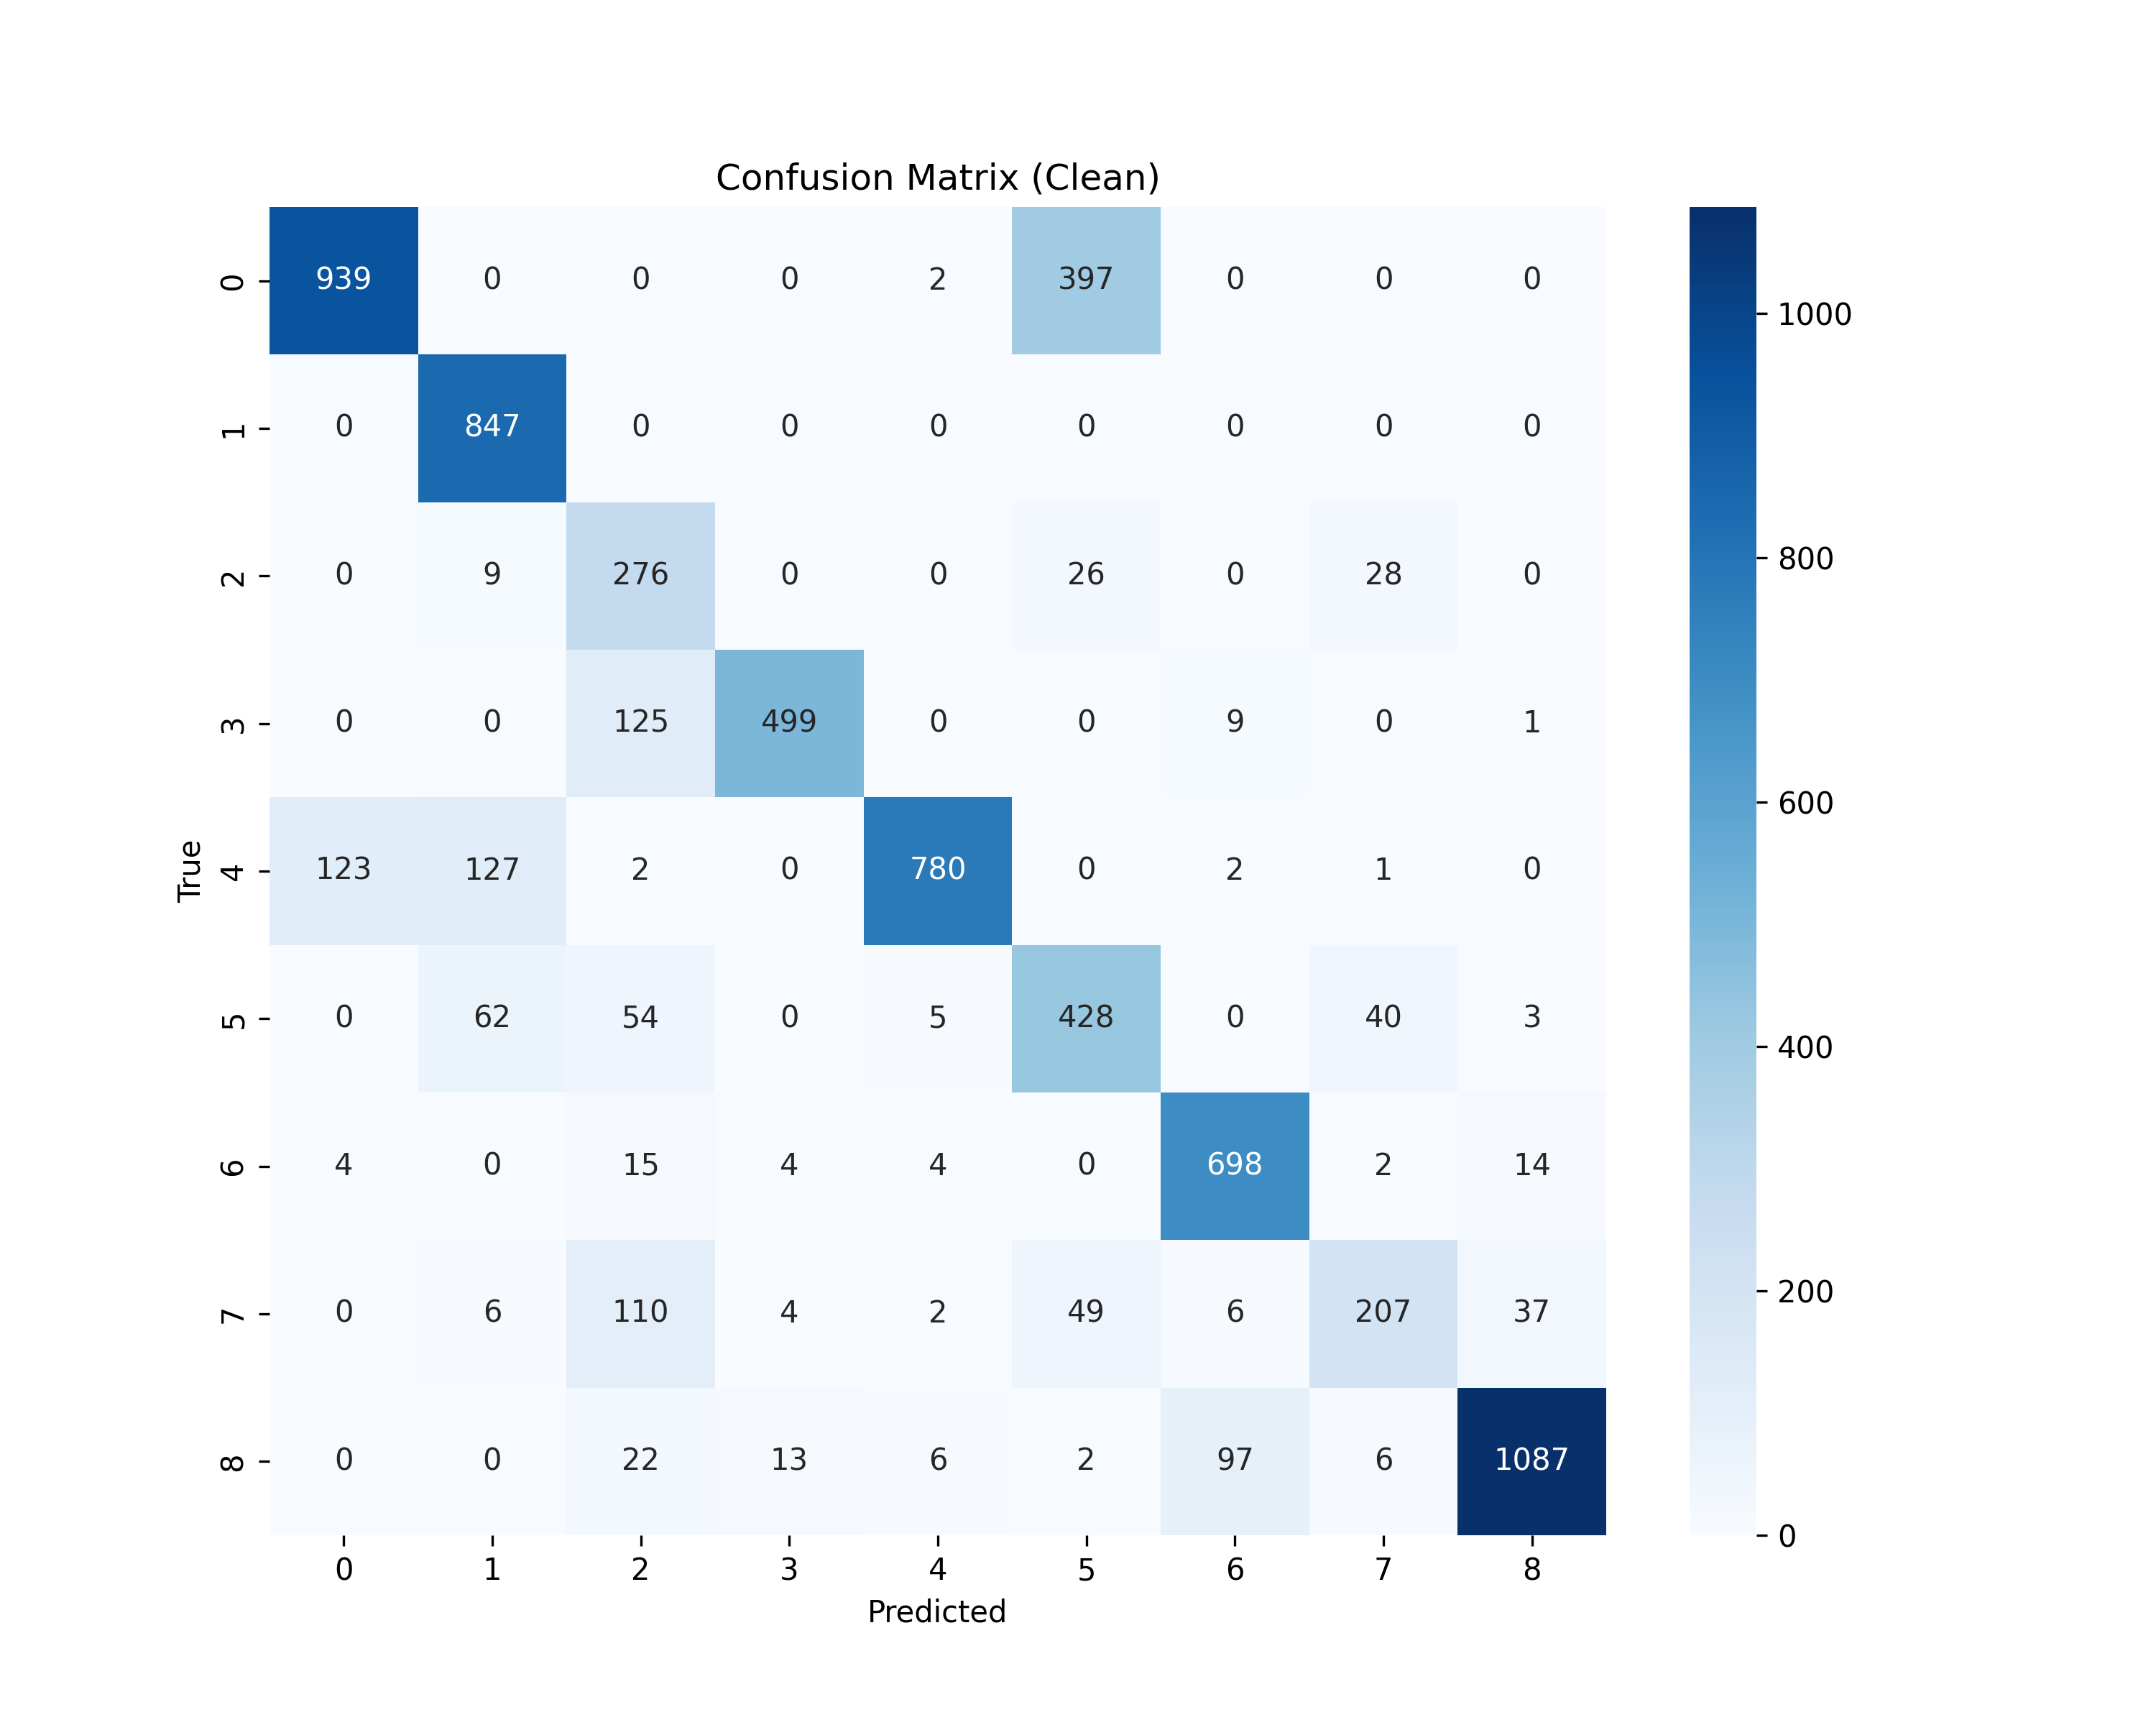 Confusion Matrix (Clean)
0 939 0 0 0 2 397 0 0 0
1 0 847 0 0 0 0 0 0 0
2 0 9 276 0 0 26 0 28 0
3 0 0 125 499 0 0 9 0 1
4 123 127 2 0 780 0 2 1 0
5 0 62 54 0 5 428 0 40 3
6 4 0 15 4 4 0 698 2 14
7 0 6 110 4 2 49 6 207 37
8 0 0 22 13 6 2 97 6 1087
0 1 2 3 4 5 6 7 8
Predicted
True
1000
800
600
400
200
0